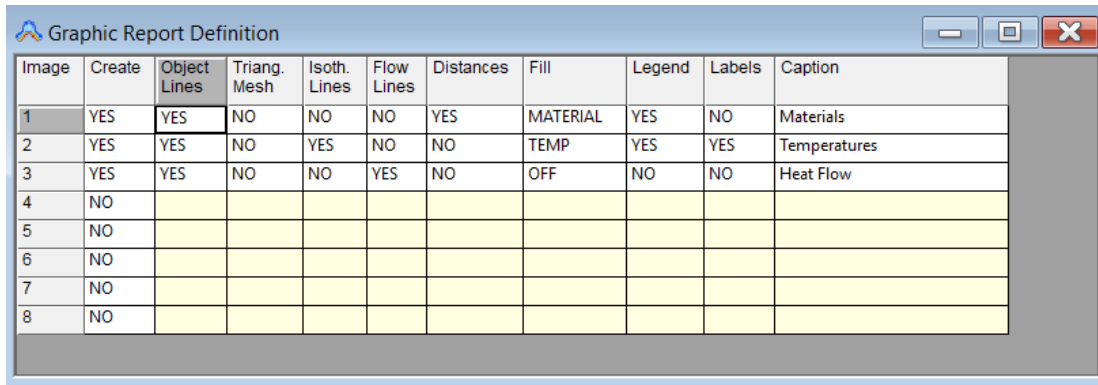 Graphic Report Definition
Image Create Object Lines Triang. Mesh Isoth. Lines Flow Lines Distances Fill Legend Labels Caption
1 YES YES NO NO NO YES MATERIAL YES NO Materials
2 YES YES NO YES NO NO TEMP YES YES Temperatures
3 YES YES NO NO YES NO OFF NO NO Heat Flow
4 NO
5 NO
6 NO
7 NO
8 NO